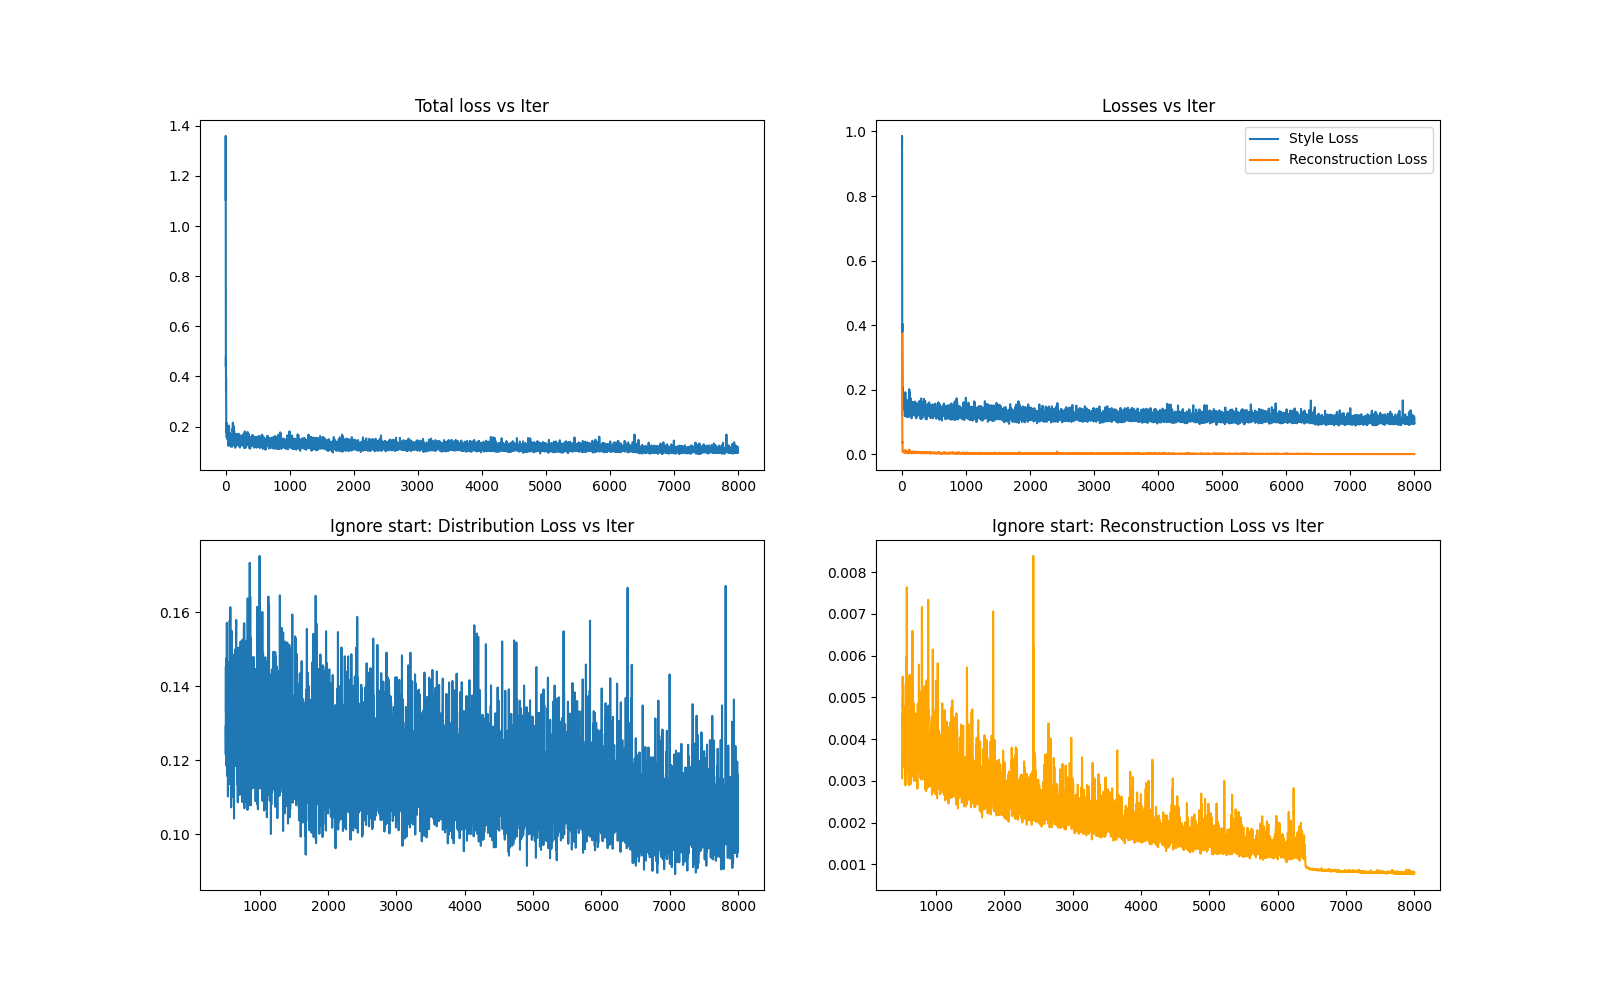 Total loss vs Iter
1.4
1.2
1.0
0.8
0.6
0.4
0.2
0 1000 2000 3000 4000 5000 6000 7000 8000
Losses vs Iter
Style Loss
Reconstruction Loss
1.0
0.8
0.6
0.4
0.2
0.0
0 1000 2000 3000 4000 5000 6000 7000 8000
Ignore start: Distribution Loss vs Iter
0.16
0.14
0.12
0.10
1000 2000 3000 4000 5000 6000 7000 8000
Ignore start: Reconstruction Loss vs Iter
0.008
0.007
0.006
0.005
0.004
0.003
0.002
0.001
1000 2000 3000 4000 5000 6000 7000 8000